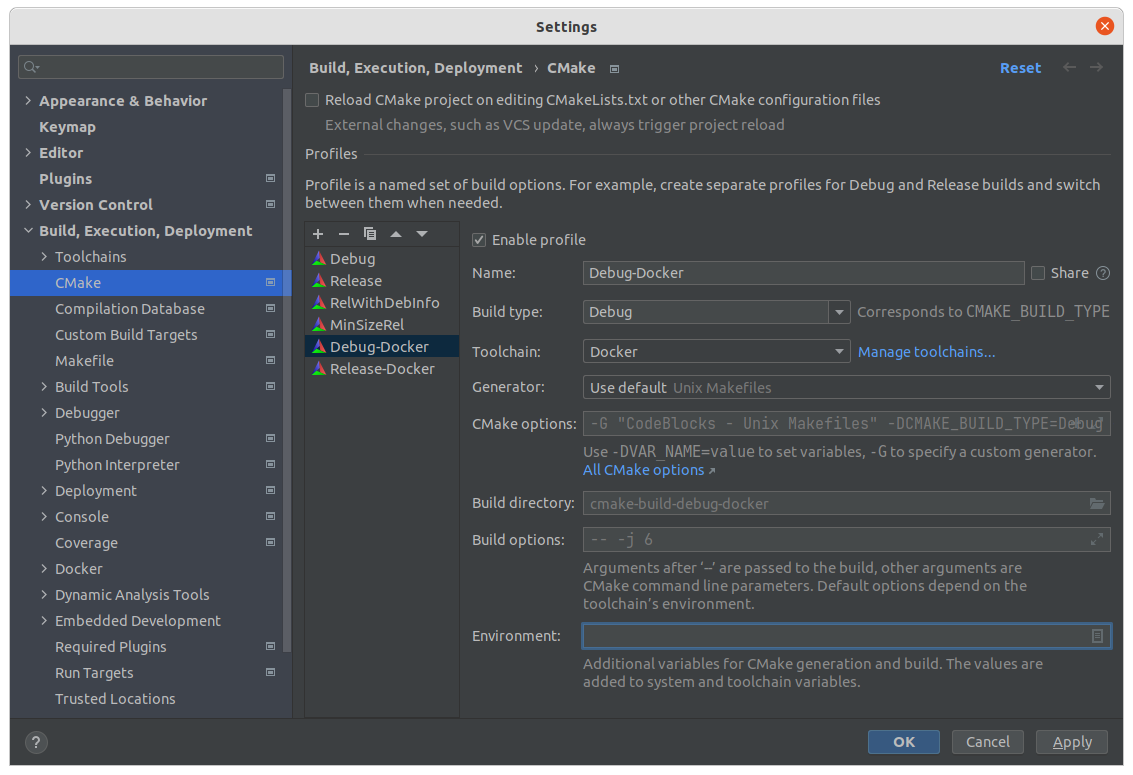 Settings
Appearance & Behavior
Keymap
Editor
Plugins
Version Control
Build, Execution, Deployment
Toolchains
CMake
Compilation Database
Custom Build Targets
Makefile
Build Tools
Debugger
Python Debugger
Python Interpreter
Deployment
Console
Coverage
Docker
Dynamic Analysis Tools
Embedded Development
Required Plugins
Run Targets
Trusted Locations
Build, Execution, Deployment › CMake
Reset
Reload CMake project on editing CMakeLists.txt or other CMake configuration files
External changes, such as VCS update, always trigger project reload
Profiles
Profile is a named set of build options. For example, create separate profiles for Debug and Release builds and switch
between them when needed.
Debug
Release
RelWithDebInfo
MinSizeRel
Debug-Docker
Release-Docker
Enable profile
Name: Debug-Docker Share ?
Build type: Debug Corresponds to CMAKE_BUILD_TYPE
Toolchain: Docker Manage toolchains...
Generator: Use default Unix Makefiles
CMake options: -G "CodeBlocks - Unix Makefiles" -DCMAKE_BUILD_TYPE=Debug
Use -DVAR_NAME=value to set variables, -G to specify a custom generator.
All CMake options ↗
Build directory: cmake-build-debug-docker
Build options: -- -j 6
Arguments after '--' are passed to the build, other arguments are
CMake command line parameters. Default options depend on the
toolchain's environment.
Environment:
Additional variables for CMake generation and build. The values are
added to system and toolchain variables.
?
OK
Cancel
Apply